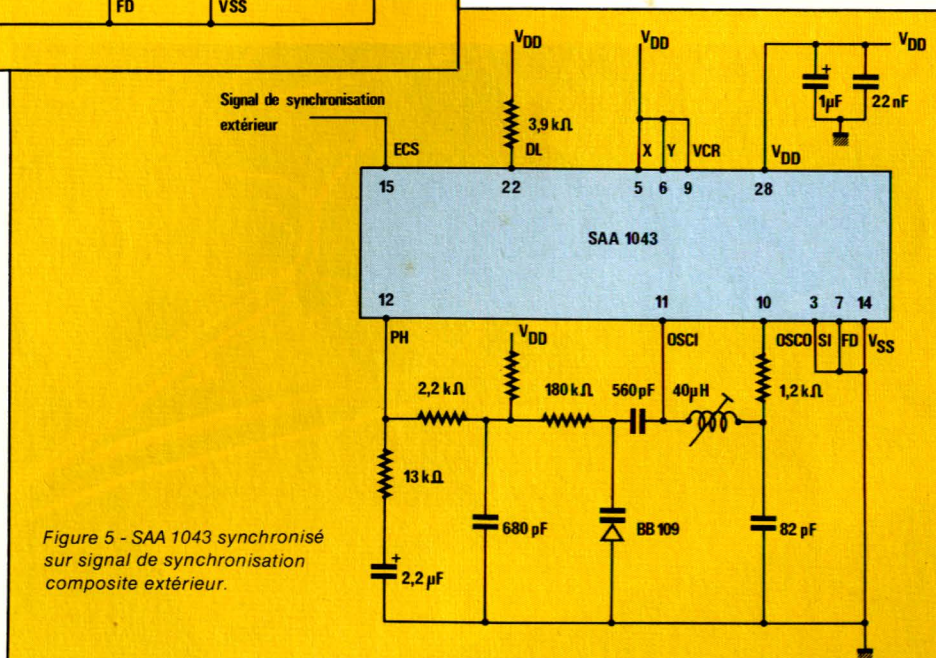 FD
VSS
VDD
VDD
VDD
Signal de synchronisation
extérieur
3,9 kΩ
1µF
22 nF
+
ECS
DL
X
Y
VCR
VDD
15
22
5
6
9
28
SAA 1043
12
11
10
3
7
14
PH
VDD
OSCI
OSCO
SI
FD
VSS
2,2 kΩ
180 kΩ
560 pF
40µH
1,2 kΩ
13 kΩ
680 pF
BB 109
82 pF
+
2,2 µF
Figure 5 - SAA 1043 synchronisé
sur signal de synchronisation
composite extérieur.